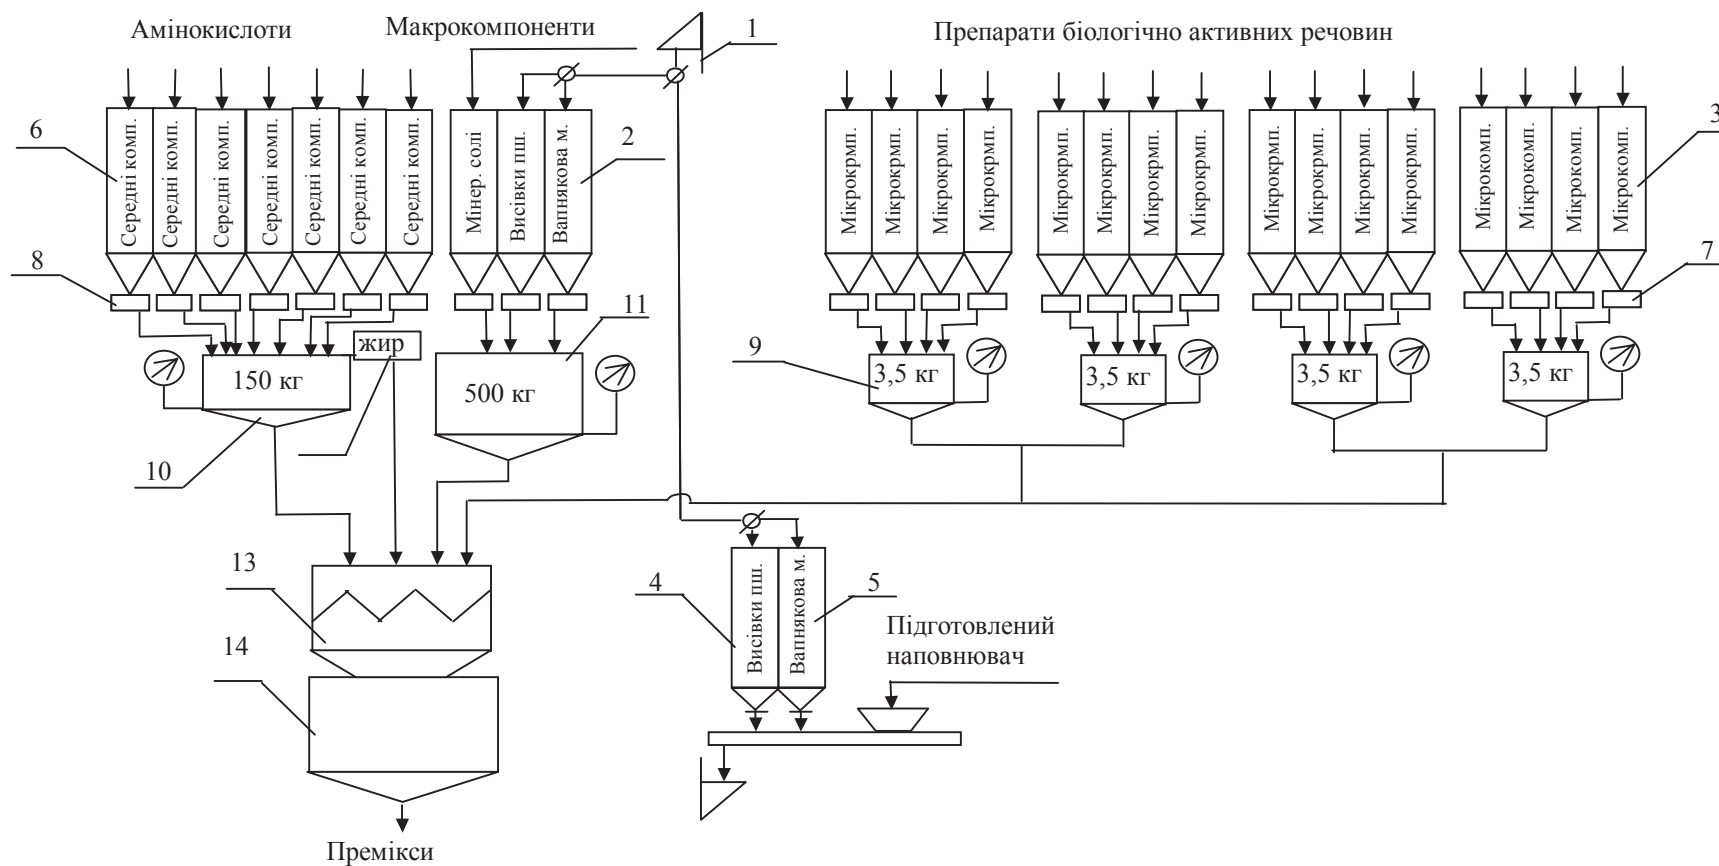 Амінокислоти
Макрокомпоненти
1
Препарати біологічно активних речовин
6
Середні комп.
Середні комп.
Середні комп.
Середні комп.
Середні комп.
Середні комп.
Середні комп.
Мінер. солі
Висівки пш.
Вапнякова м.
2
Мікрокрмп.
Мікрокрмп.
Мікрокрмп.
Мікрокрмп.
Мікрокрмп.
Мікрокрмп.
Мікрокрмп.
Мікрокрмп.
Мікрокрмп.
Мікрокрмп.
Мікрокрмп.
Мікрокрмп.
Мікрокомп.
Мікрокомп.
Мікрокомп.
Мікрокомп.
3
8
7
11
жир
9
150 кг
500 кг
3,5 кг
3,5 кг
3,5 кг
3,5 кг
10
13
4
Висівки пш.
Вапнякова м.
5
Підготовлений
наповнювач
14
Премікси